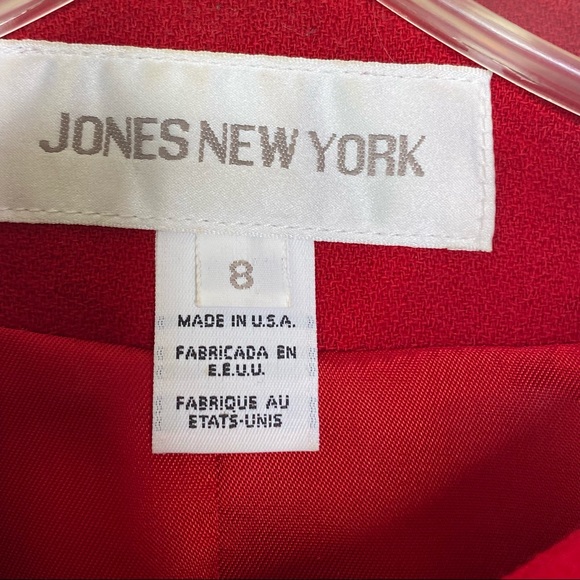 JONES NEW YORK
8
MADE IN U.S.A.
FABRICADA EN
E.E.U.U.
FABRIQUE AU
ETATS-UNIS